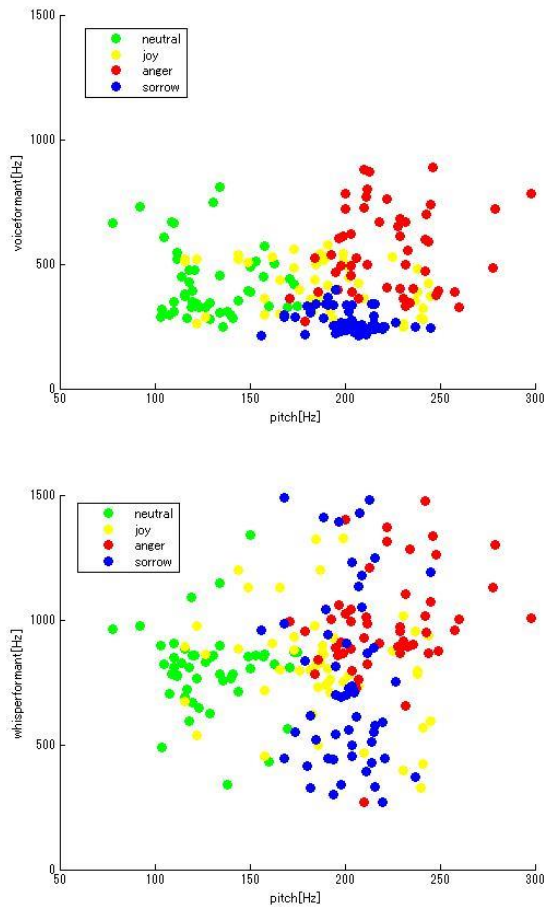 1500
neutral
joy
anger
sorrow
1000
voiceformant[Hz]
500
0
50 100 150 200 250 300
pitch[Hz]
1500
neutral
joy
anger
sorrow
1000
whisperformant[Hz]
500
0
50 100 150 200 250 300
pitch[Hz]